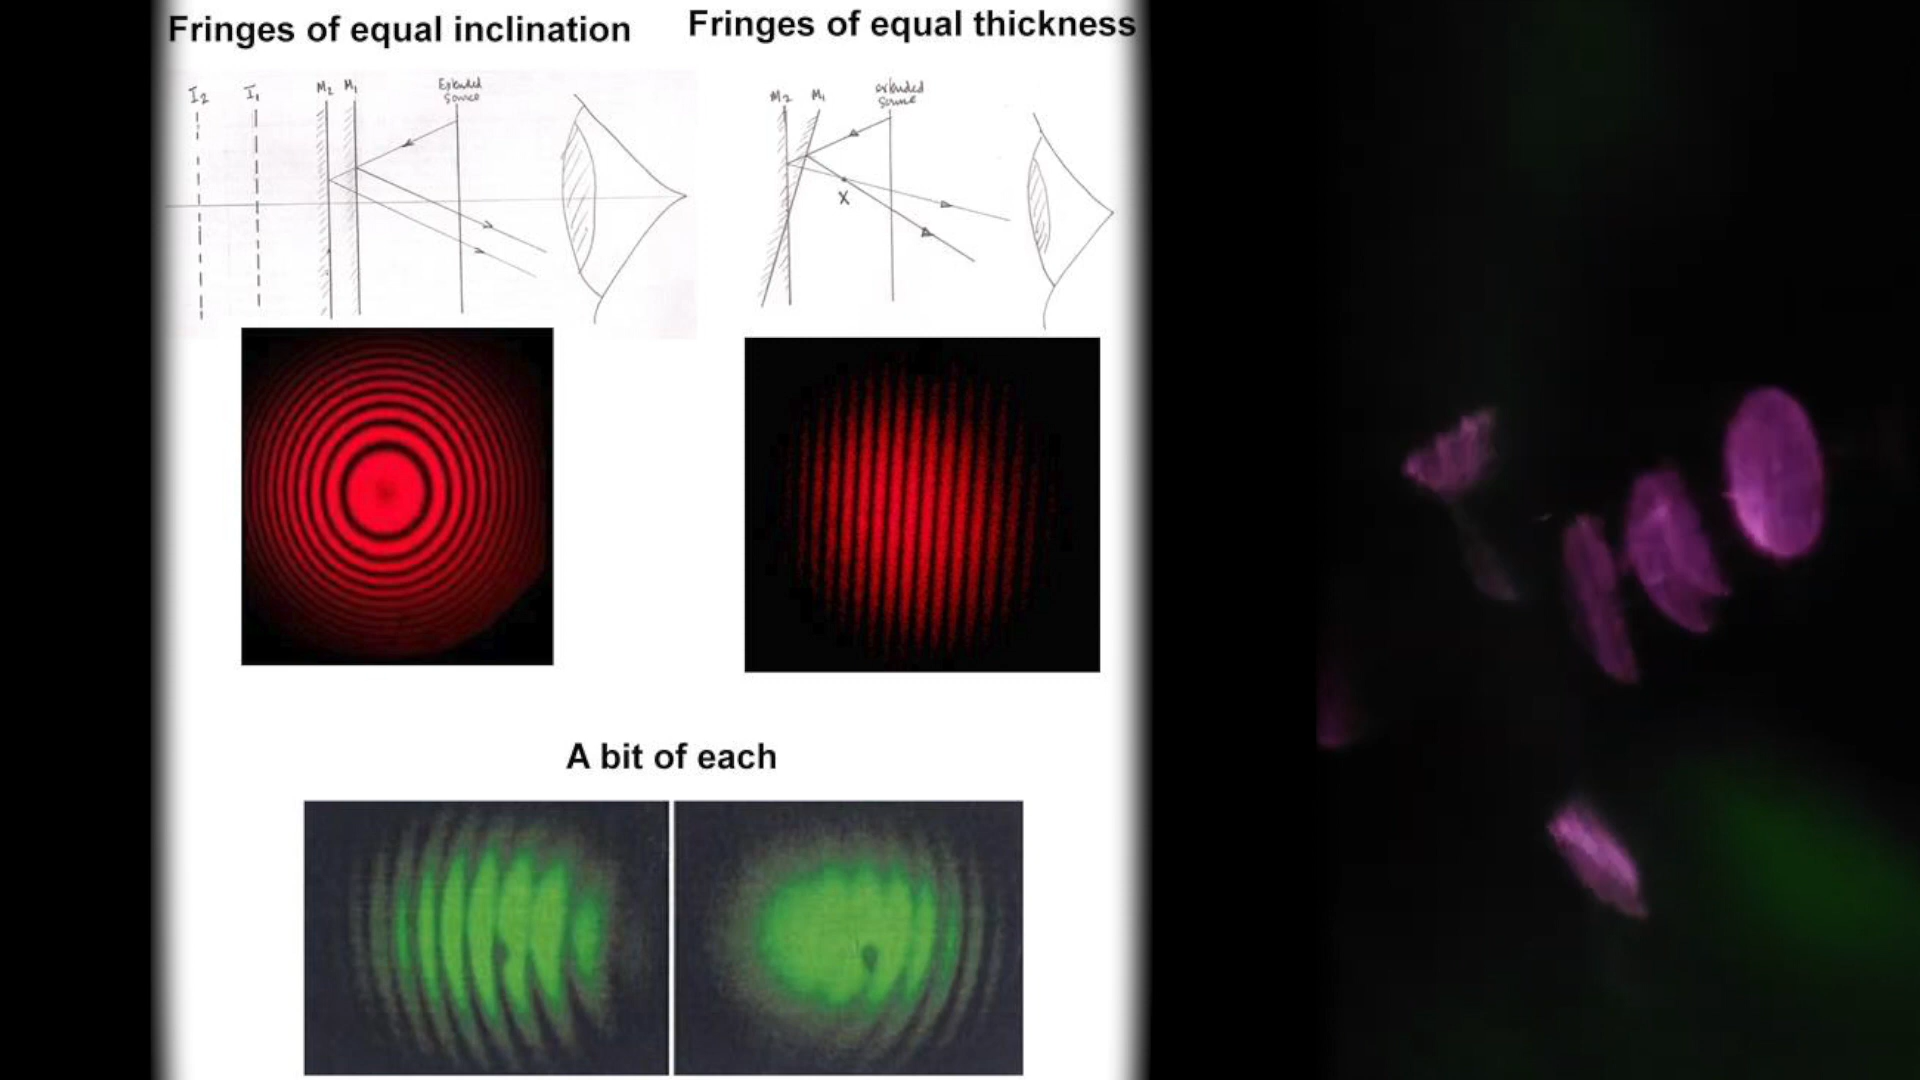 Fringes of equal inclination
Fringes of equal thickness
I2 I1 M2 M1 Extended source
M2 M1 extended source
X
A bit of each